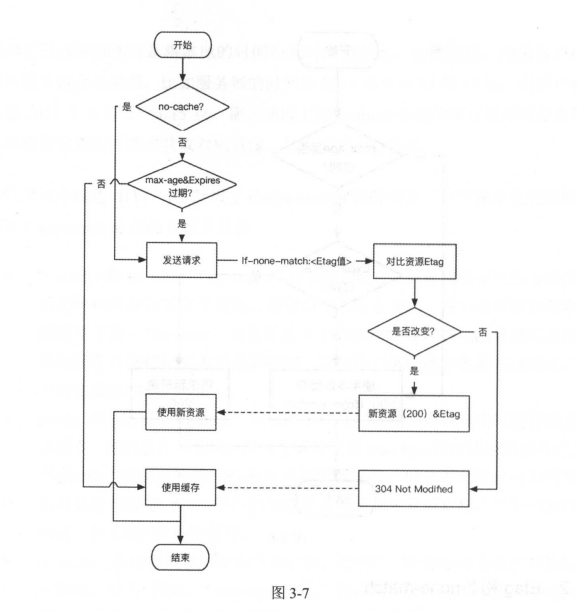 开始
是
no-cache?
否
否
max-age&Expires
过期?
是
发送请求
If-none-match:<Etag值>
对比资源Etag
是否改变?
否
是
使用新资源
新资源（200）&Etag
使用缓存
304 Not Modified
结束
图 3-7